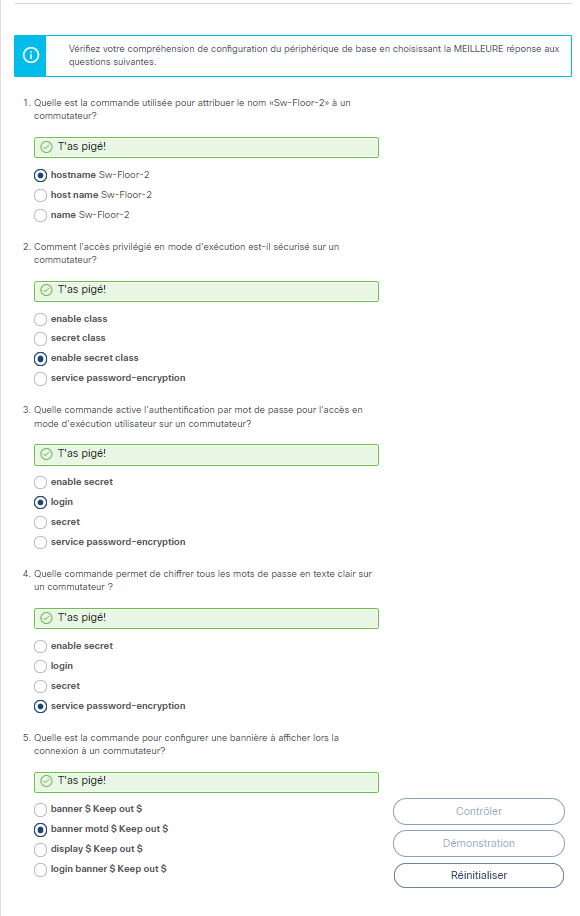 Vérifiez votre compréhension de configuration du périphérique de base en choisissant la MEILLEURE réponse aux
questions suivantes.
1. Quelle est la commande utilisée pour attribuer le nom «Sw-Floor-2» à un
commutateur?
T'as pigé!
hostname Sw-Floor-2
host name Sw-Floor-2
name Sw-Floor-2
2. Comment l'accès privilégié en mode d'exécution est-il sécurisé sur un
commutateur?
T'as pigé!
enable class
secret class
enable secret class
service password-encryption
3. Quelle commande active l'authentification par mot de passe pour l'accès en
mode d'exécution utilisateur sur un commutateur?
T'as pigé!
enable secret
login
secret
service password-encryption
4. Quelle commande permet de chiffrer tous les mots de passe en texte clair sur
un commutateur ?
T'as pigé!
enable secret
login
secret
service password-encryption
5. Quelle est la commande pour configurer une bannière à afficher lors la
connexion à un commutateur?
T'as pigé!
banner $ Keep out $
banner motd $ Keep out $
display $ Keep out $
login banner $ Keep out $
Contrôler
Démonstration
Réinitialiser